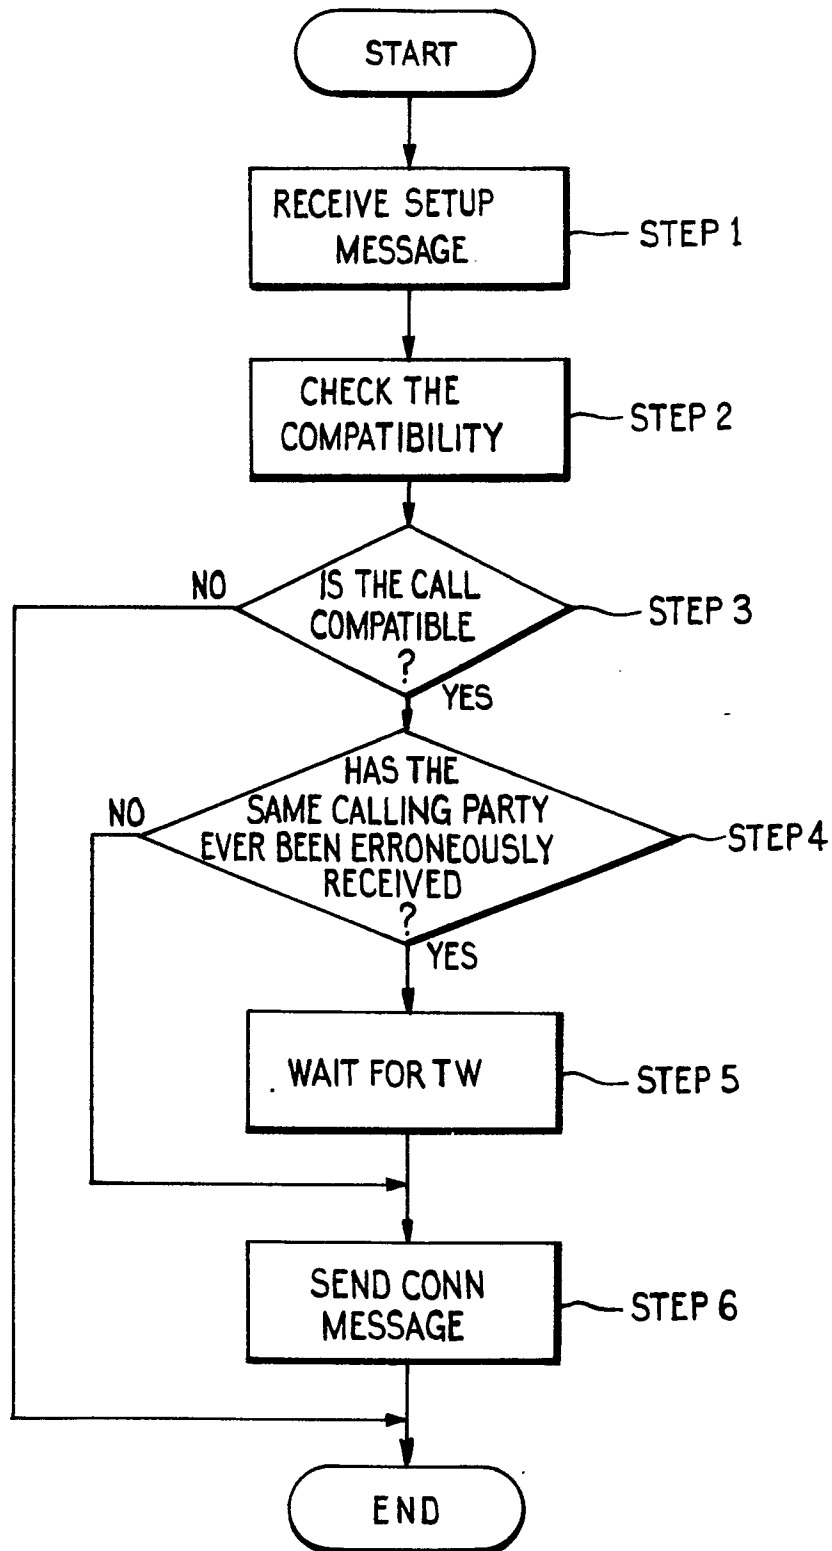 START
RECEIVE SETUP
MESSAGE
STEP 1
CHECK THE
COMPATIBILITY
STEP 2
NO
IS THE CALL
COMPATIBLE
?
STEP 3
YES
NO
HAS THE
SAME CALLING PARTY
EVER BEEN ERRONEOUSLY
RECEIVED
?
STEP 4
YES
WAIT FOR TW
STEP 5
SEND CONN
MESSAGE
STEP 6
END